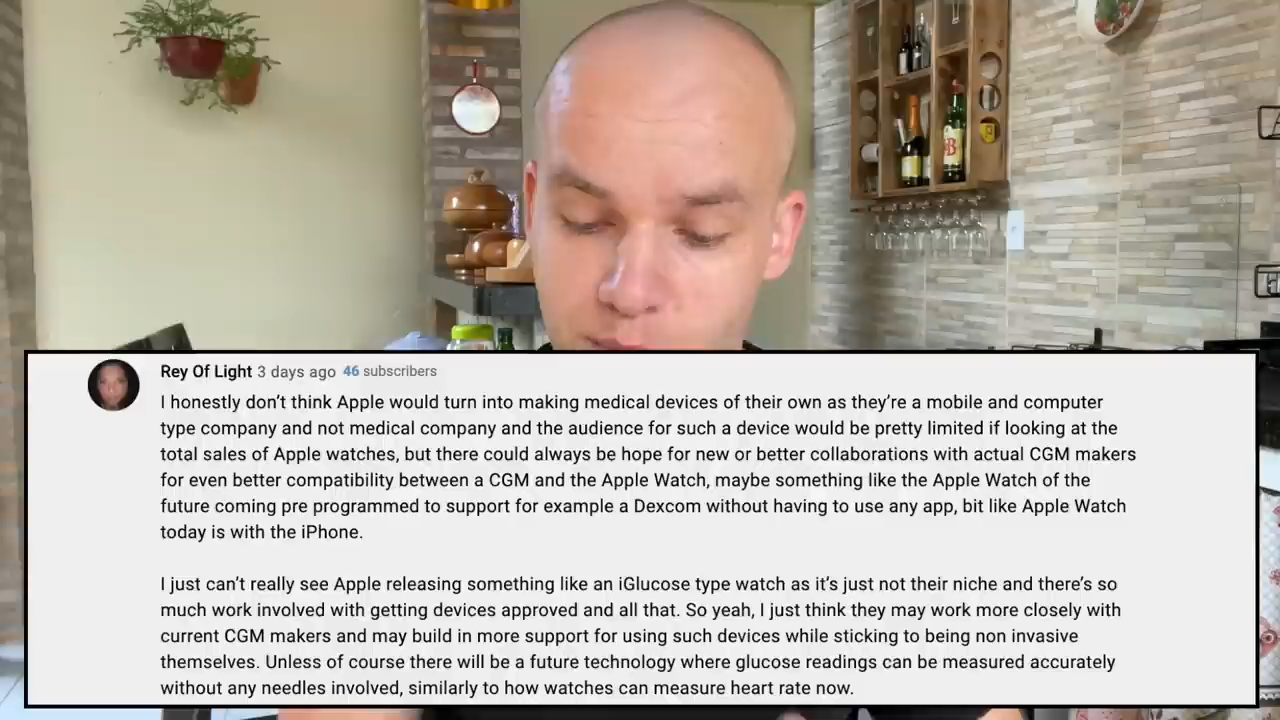 Rey Of Light 3 days ago 46 subscribers
I honestly don't think Apple would turn into making medical devices of their own as they're a mobile and computer
type company and not medical company and the audience for such a device would be pretty limited if looking at the
total sales of Apple watches, but there could always be hope for new or better collaborations with actual CGM makers
for even better compatibility between a CGM and the Apple Watch, maybe something like the Apple Watch of the
future coming pre programmed to support for example a Dexcom without having to use any app, bit like Apple Watch
today is with the iPhone.
I just can't really see Apple releasing something like an iGlucose type watch as it's just not their niche and there's so
much work involved with getting devices approved and all that. So yeah, I just think they may work more closely with
current CGM makers and may build in more support for using such devices while sticking to being non invasive
themselves. Unless of course there will be a future technology where glucose readings can be measured accurately
without any needles involved, similarly to how watches can measure heart rate now.